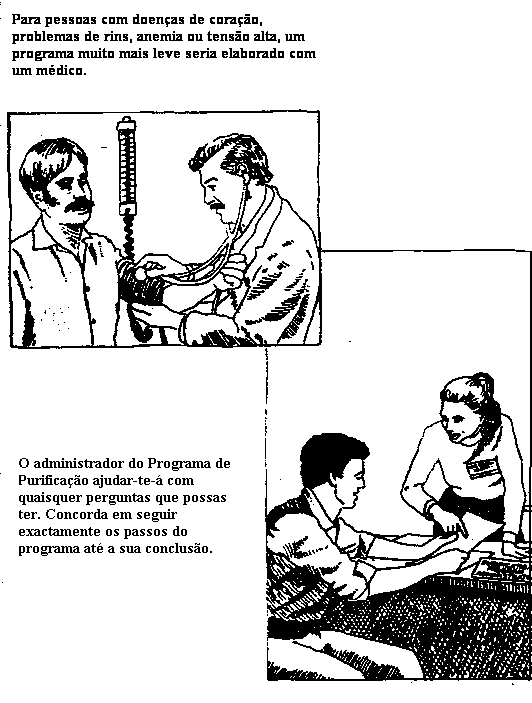 Para pessoas com doenças de coração,
problemas de rins, anemia ou tensão alta, um
programa muito mais leve seria elaborado com
um médico.
O administrador do Programa de
Purificação ajudar-te-á com
quaisquer perguntas que possas
ter. Concorda em seguir
exactamente os passos do
programa até a sua conclusão.